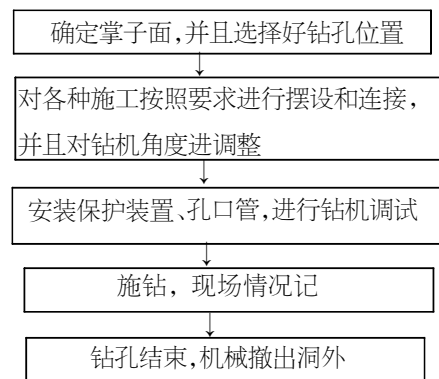 确定掌子面,并且选择好钻孔位置
对各种施工按照要求进行摆设和连接,
并且对钻机角度进调整
安装保护装置、孔口管,进行钻机调试
施钻，现场情况记
钻孔结束,机械撤出洞外